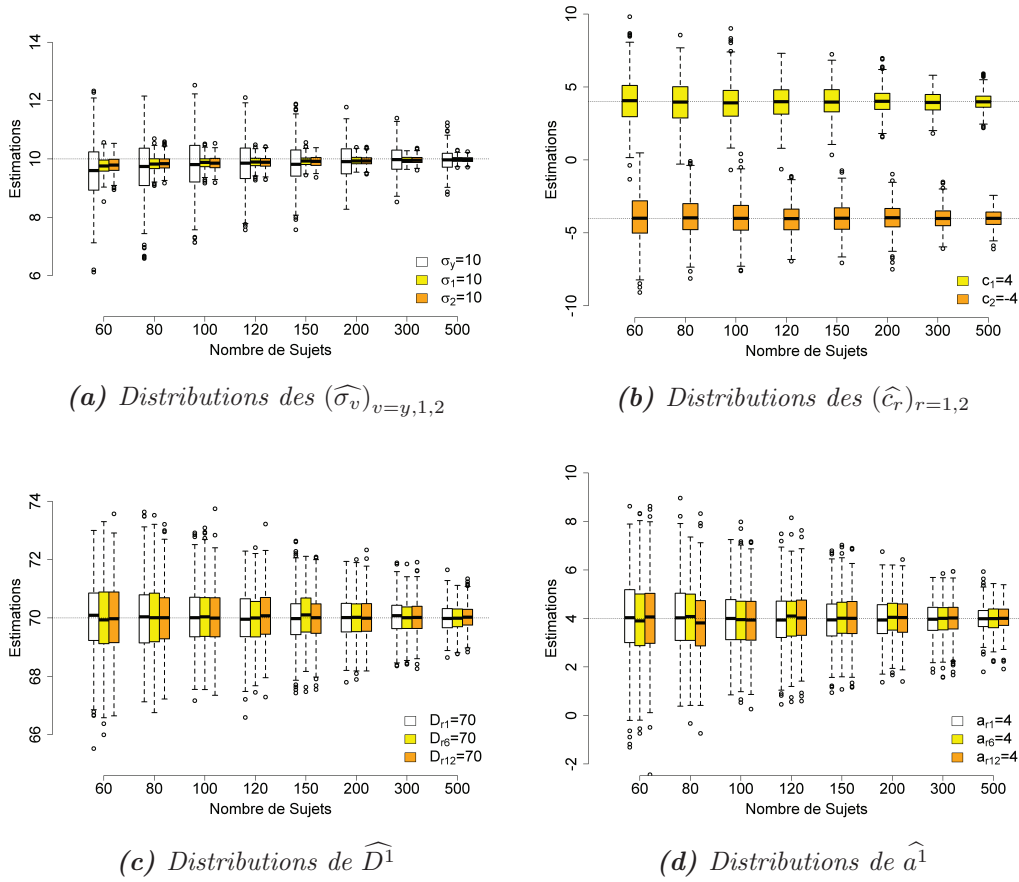 14
12
10
8
6
Estimations
σy=10
σ1=10
σ2=10
60 80 100 120 150 200 300 500
Nombre de Sujets
(a) Distributions des (σ̂v)v=y,1,2
10
5
0
-5
-10
Estimations
c1=4
c2=-4
60 80 100 120 150 200 300 500
Nombre de Sujets
(b) Distributions des (ĉr)r=1,2
74
72
70
68
66
Estimations
Dr1=70
Dr6=70
Dr12=70
60 80 100 120 150 200 300 500
Nombre de Sujets
(c) Distributions de D̂1
10
8
6
4
2
0
-2
Estimations
ar1=4
ar6=4
ar12=4
60 80 100 120 150 200 300 500
Nombre de Sujets
(d) Distributions de â1